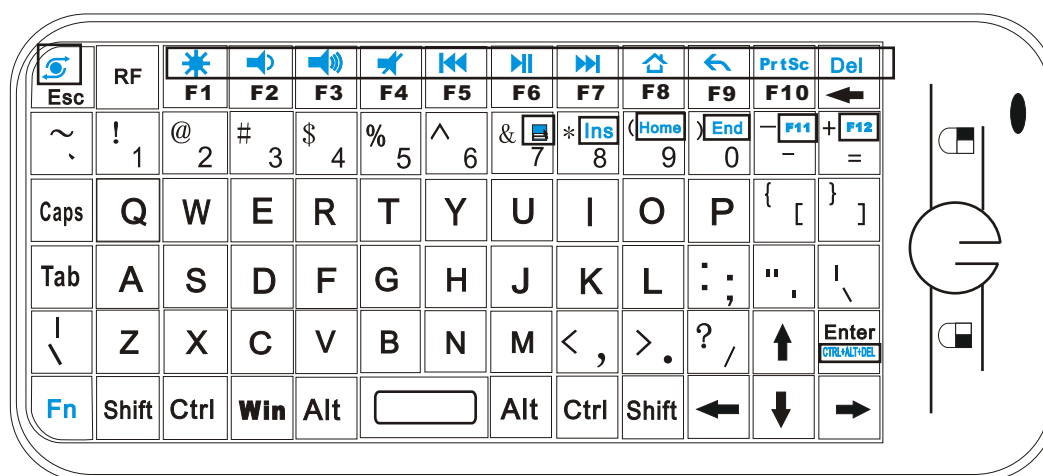 Esc RF F1 F2 F3 F4 F5 F6 F7 F8 F9 PrtSc F10 Del
~ ` ! 1 @ 2 # 3 $ 4 % 5 ^ 6 & 7 * Ins 8 ( Home 9 ) End 0 — F11 - + F12 =
Caps Q W E R T Y U I O P { [ } ]
Tab A S D F G H J K L : ; " ' | \
| \ Z X C V B N M < , > . ? / Enter CTRL+ALT+DEL
Fn Shift Ctrl Win Alt Alt Ctrl Shift